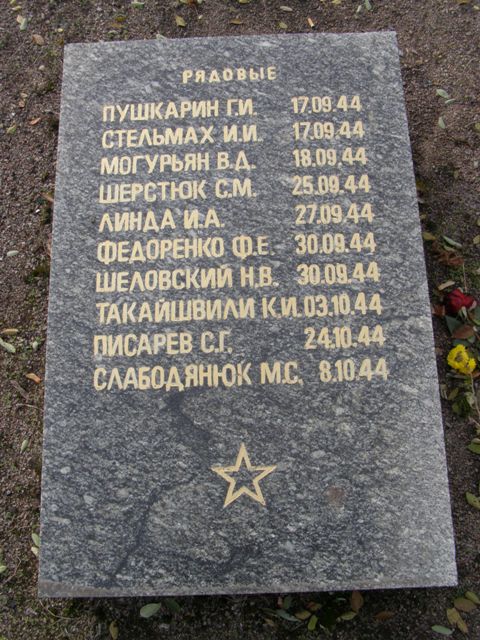 РЯДОВЫЕ
ПУШКАРИН Г.И. 17.09.44
СТЕЛЬМАХ И.И. 17.09.44
МОГУРЬЯН В.Д. 18.09.44
ШЕРСТЮК С.М. 25.09.44
ЛИНДА И.А. 27.09.44
ФЕДОРЕНКО Ф.Е. 30.09.44
ШЕЛОВСКИЙ Н.В. 30.09.44
ТАКАЙШВИЛИ К.И. 03.10.44
ПИСАРЕВ С.Г. 24.10.44
СЛАБОДЯНЮК М.С. 8.10.44